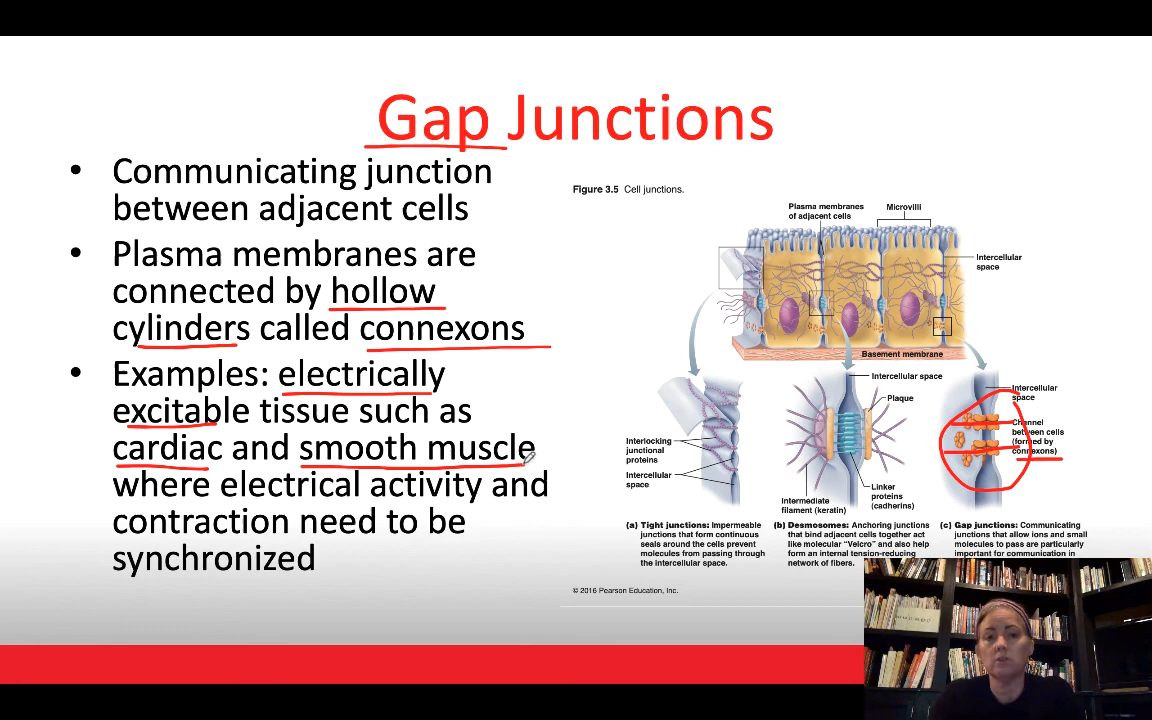 Gap Junctions
• Communicating junction
between adjacent cells
• Plasma membranes are
connected by hollow
cylinders called connexons
• Examples: electrically
excitable tissue such as
cardiac and smooth muscle
where electrical activity and
contraction need to be
synchronized
Figure 3.5 Cell junctions.
Plasma membranes
of adjacent cells
Microvilli
Intercellular
space
Basement membrane
Intercellular space
Plaque
Intercellular
space
Channel
between cells
(formed by
connexons)
Interlocking
junctional
proteins
Intercellular
space
Intermediate
filament (keratin)
Linker
proteins
(cadherins)
(a) Tight junctions: Impermeable
junctions that form continuous
seals around the cells prevent
molecules from passing through
the intercellular space.
(b) Desmosomes: Anchoring junctions
that bind adjacent cells together act
like molecular “Velcro” and also help
form an internal tension-reducing
network of fibers.
(c) Gap junctions: Communicating
junctions that allow ions and small
molecules to pass are particularly
important for communication in
© 2016 Pearson Education, Inc.